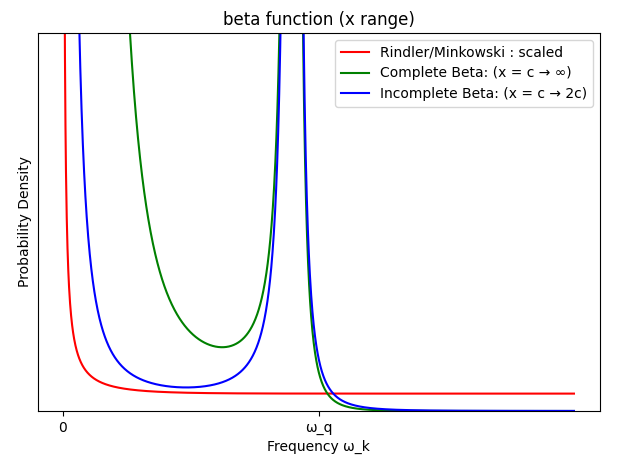 beta function (x range)
Rindler/Minkowski : scaled
Complete Beta: (x = c → ∞)
Incomplete Beta: (x = c → 2c)
Probability Density
0
ω_q
Frequency ω_k